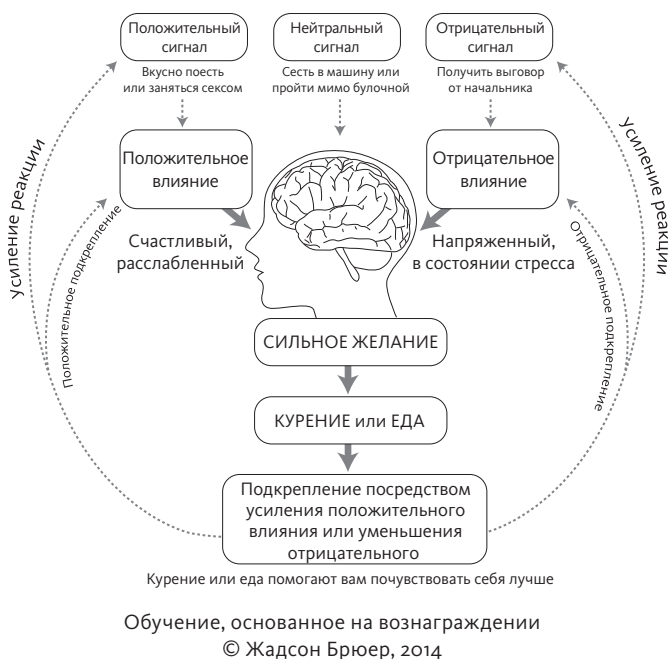 Положительный
сигнал
Нейтральный
сигнал
Отрицательный
сигнал
Вкусно поесть
или заняться сексом
Сесть в машину или
пройти мимо булочной
Получить выговор
от начальника
Усиление реакции
Усиление реакции
Положительное
влияние
Отрицательное
влияние
Положительное подкрепление
Отрицательное подкрепление
Счастливый,
расслабленный
Напряженный,
в состоянии стресса
СИЛЬНОЕ ЖЕЛАНИЕ
КУРЕНИЕ или ЕДА
Подкрепление посредством
усиления положительного
влияния или уменьшения
отрицательного
Курение или еда помогают вам почувствовать себя лучше
Обучение, основанное на вознаграждении
© Жадсон Брюер, 2014